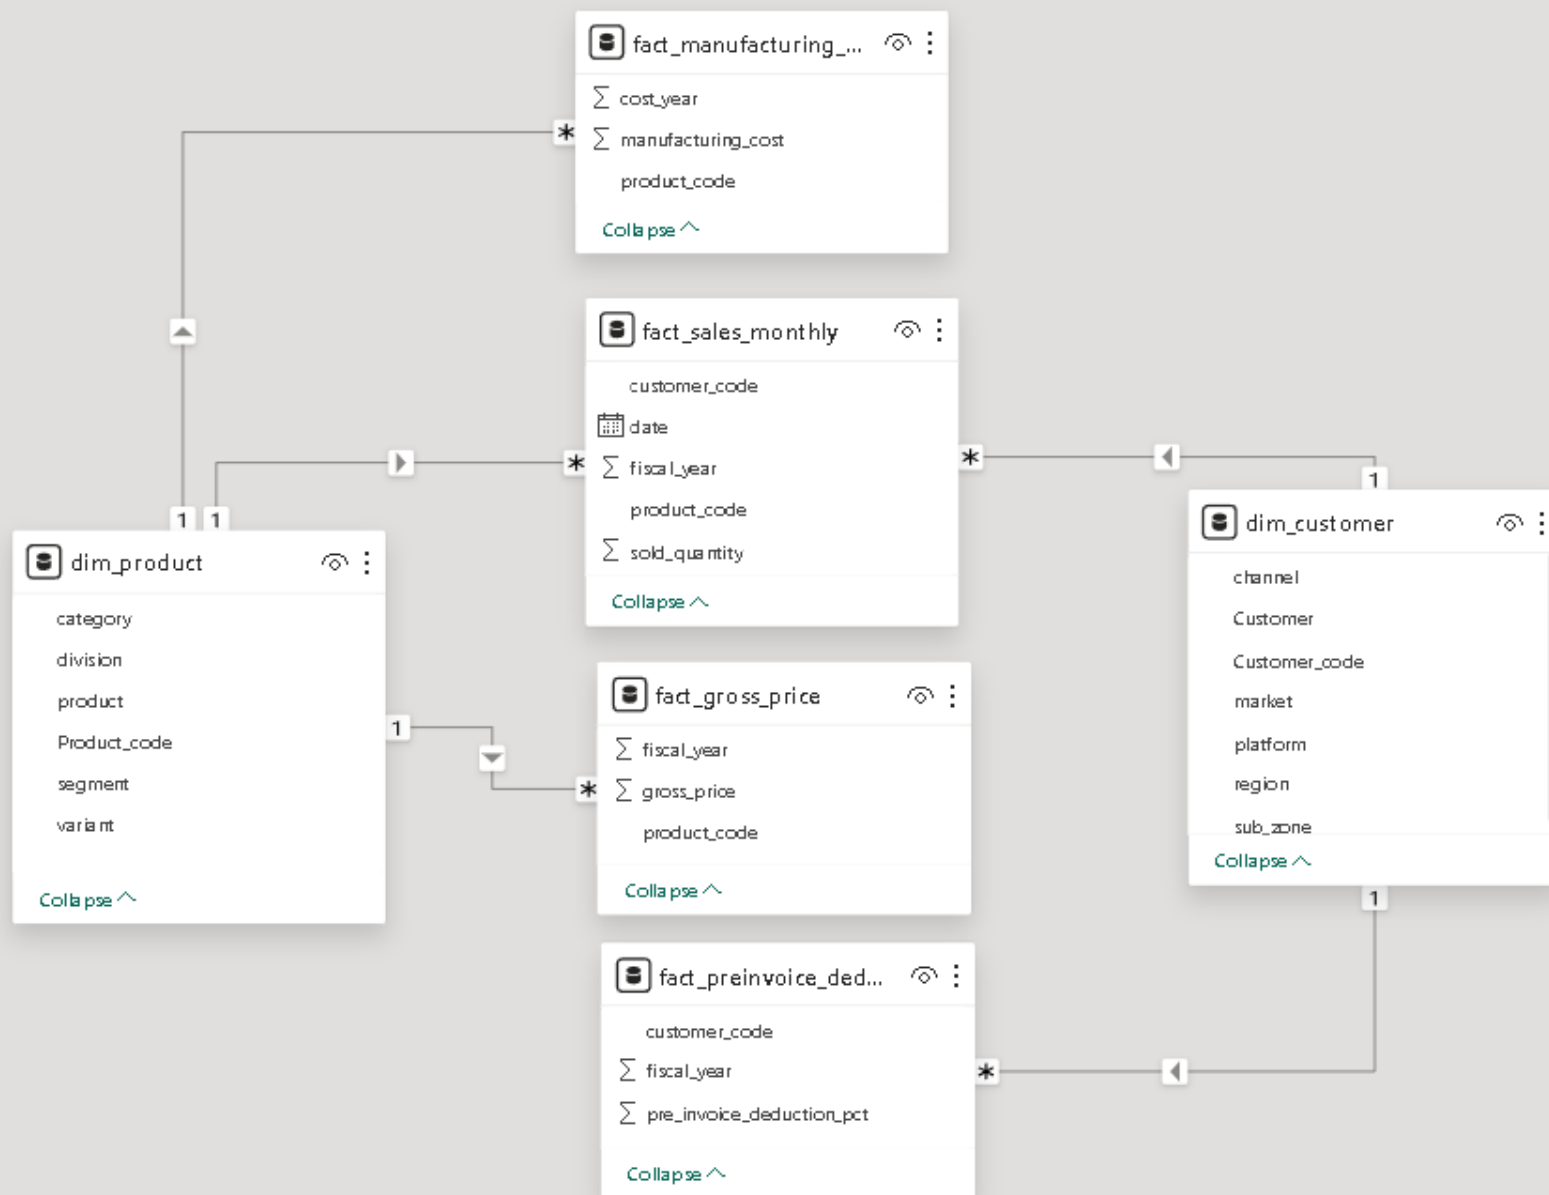 fact_manufacturing_...
cost_year
manufacturing_cost
product_code
Collapse
fact_sales_monthly
customer_code
date
fiscal_year
product_code
sold_quantity
Collapse
dim_product
category
division
product
Product_code
segment
variant
Collapse
fact_gross_price
fiscal_year
gross_price
product_code
Collapse
dim_customer
channel
Customer
Customer_code
market
platform
region
sub_zone
Collapse
fact_preinvoice_ded...
customer_code
fiscal_year
pre_invoice_deduction_pct
Collapse
*
*
*
*
*
1
1
1
1
1